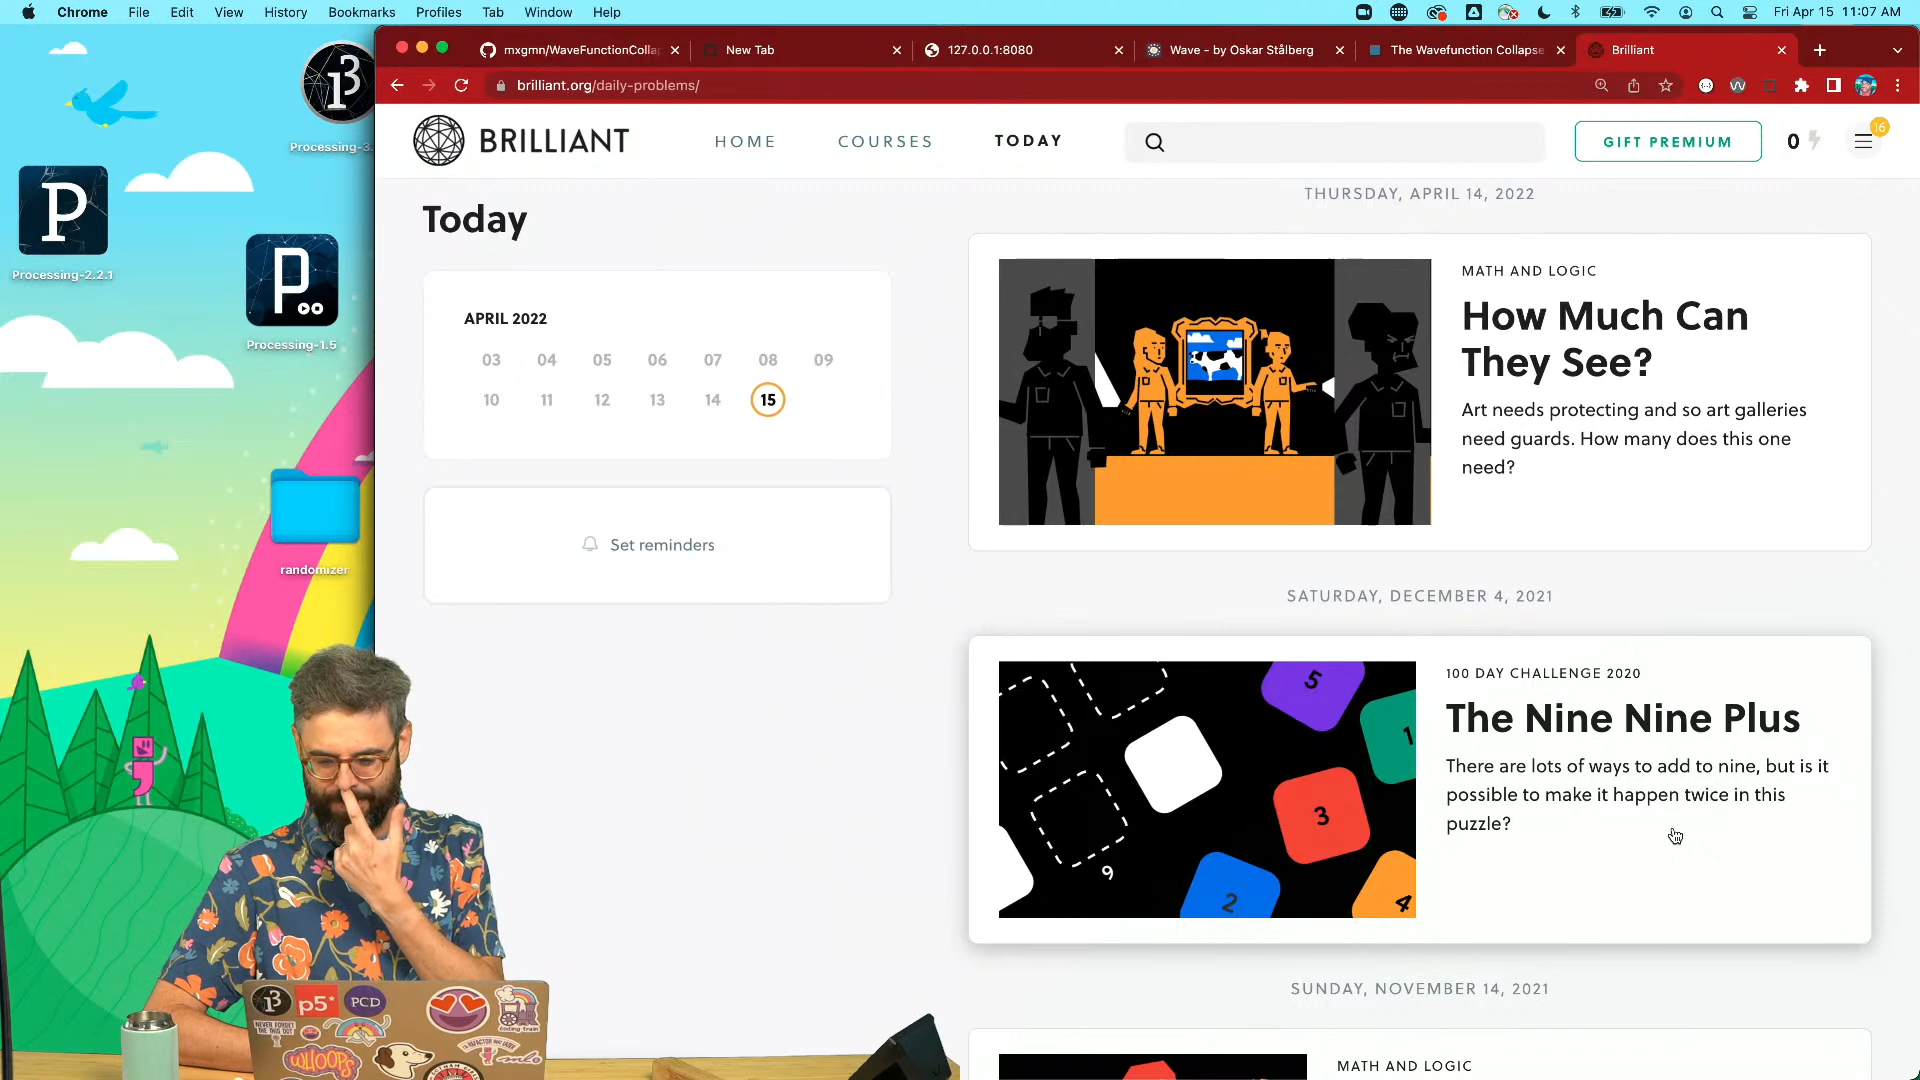 Chrome File Edit View History Bookmarks Profiles Tab Window Help
Fri Apr 15 11:07 AM
mxgmn/WaveFunctionColla
New Tab
127.0.0.1:8080
Wave - by Oskar Stålberg
The Wavefunction Collapse
Brilliant
brilliant.org/daily-problems/
BRILLIANT
HOME
COURSES
TODAY
GIFT PREMIUM
0
16
Processing-3.
P
Processing-2.2.1
Processing-1.5
randomizer
Today
APRIL 2022
03 04 05 06 07 08 09
10 11 12 13 14 15
Set reminders
THURSDAY, APRIL 14, 2022
MATH AND LOGIC
How Much Can
They See?
Art needs protecting and so art galleries
need guards. How many does this one
need?
SATURDAY, DECEMBER 4, 2021
5
1
3
9
2
4
100 DAY CHALLENGE 2020
The Nine Nine Plus
There are lots of ways to add to nine, but is it
possible to make it happen twice in this
puzzle?
SUNDAY, NOVEMBER 14, 2021
MATH AND LOGIC
p5*
PCD
NEVER FORGET
WHOOPS
Coding Train